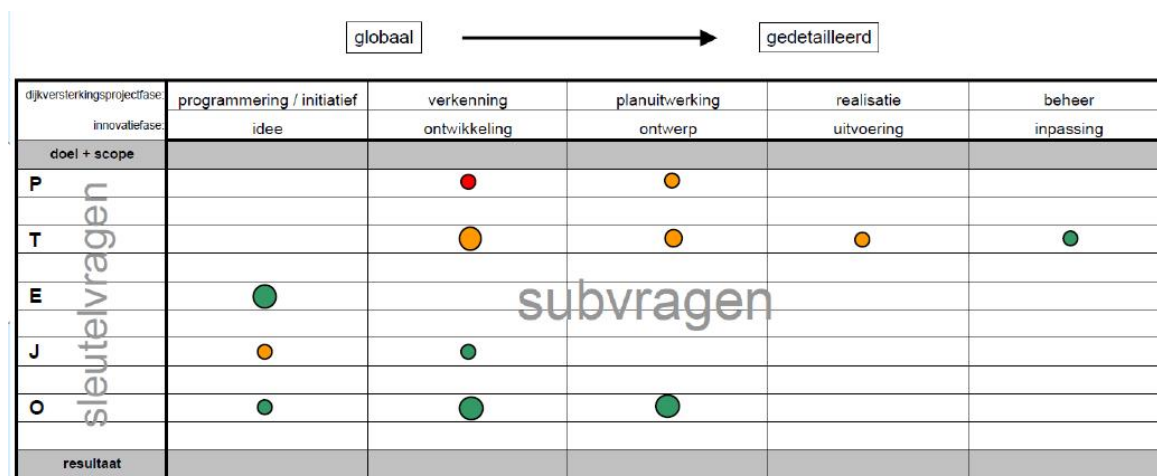 globaal gedetailleerd
dijkversterkingsprojectfase: programmering / initiatief verkenning planuitwerking realisatie beheer
innovatiefase: idee ontwikkeling ontwerp uitvoering inpassing
doel + scope
P
T
E
J
O
sleutelvragen
subvragen
resultaat